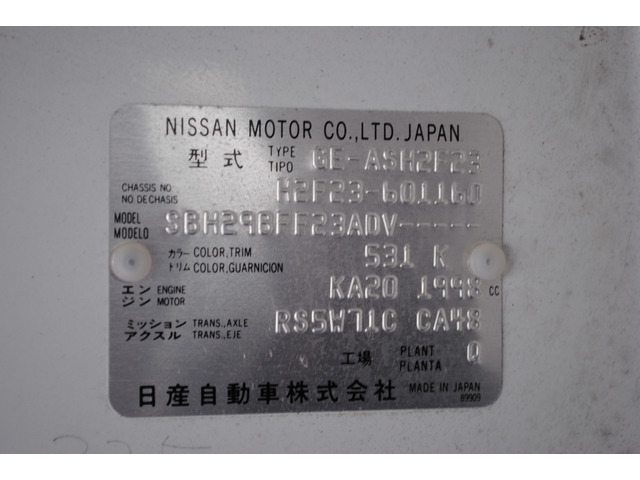 NISSAN MOTOR CO.,LTD. JAPAN
型式 TYPE TIPO GE-ASH2F23
CHASSIS NO NO DE CHASIS H2F23-601160
MODEL MODELO SBH29BFF23ADV-----
カラー COLOR,TRIM
トリム COLOR,GUARNICION 531 K
エンジン ENGINE MOTOR KA20 1998 CC
ミッション TRANS.,AXLE
アクスル TRANS.,EJE RS5W71C CA48
工場 PLANT PLANTA Q
日産自動車株式会社 MADE IN JAPAN
89909